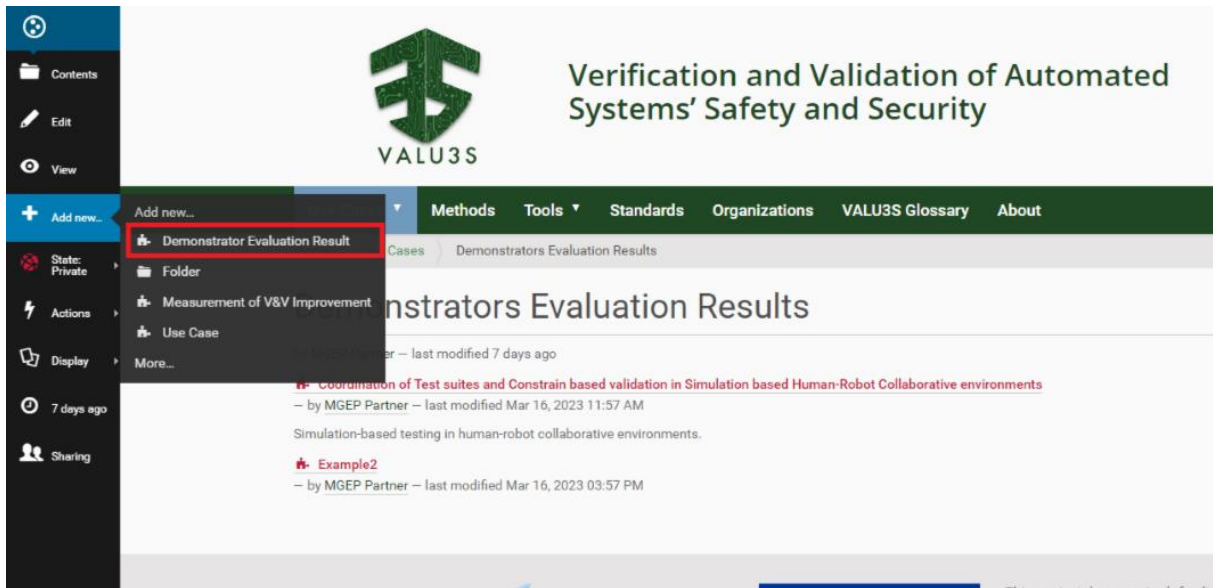 Contents
Edit
View
Add new...
State:
Private
Actions
Display
7 days ago
Sharing
VALU3S
Verification and Validation of Automated
Systems' Safety and Security
Methods Tools Standards Organizations VALU3S Glossary About
Add new...
Demonstrator Evaluation Result
Folder
Measurement of V&V Improvement
Use Case
More...
Cases Demonstrators Evaluation Results
Demonstrators Evaluation Results
– last modified 7 days ago
Coordination of Test suites and Constrain based validation in Simulation based Human-Robot Collaborative environments
– by MGEP Partner – last modified Mar 16, 2023 11:57 AM
Simulation-based testing in human-robot collaborative environments.
Example2
– by MGEP Partner – last modified Mar 16, 2023 03:57 PM